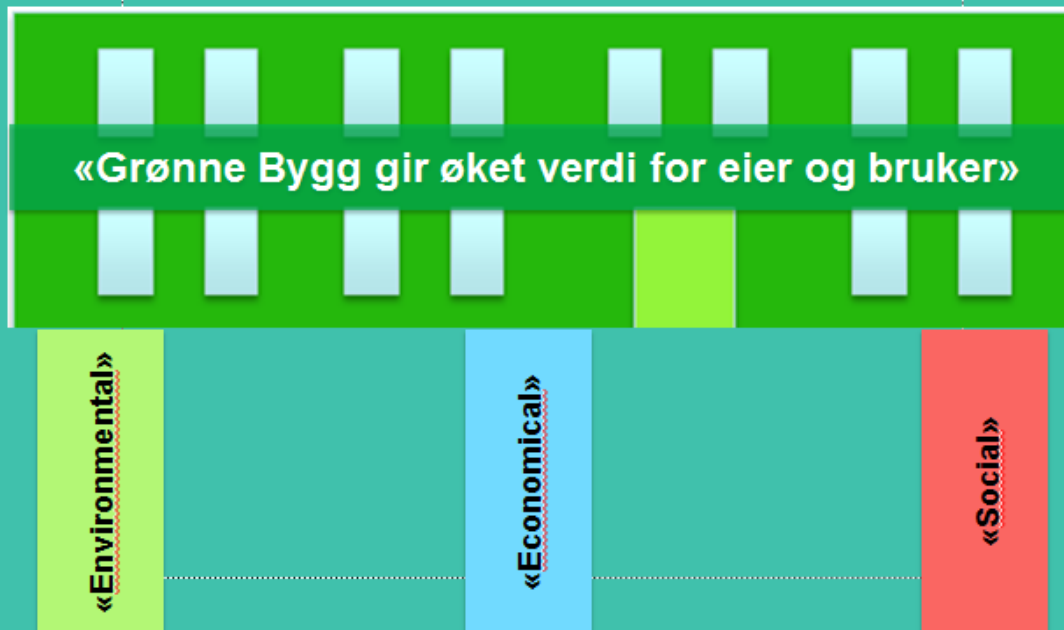 «Grønne Bygg gir øket verdi for eier og bruker»
«Environmental»
«Economical»
«Social»